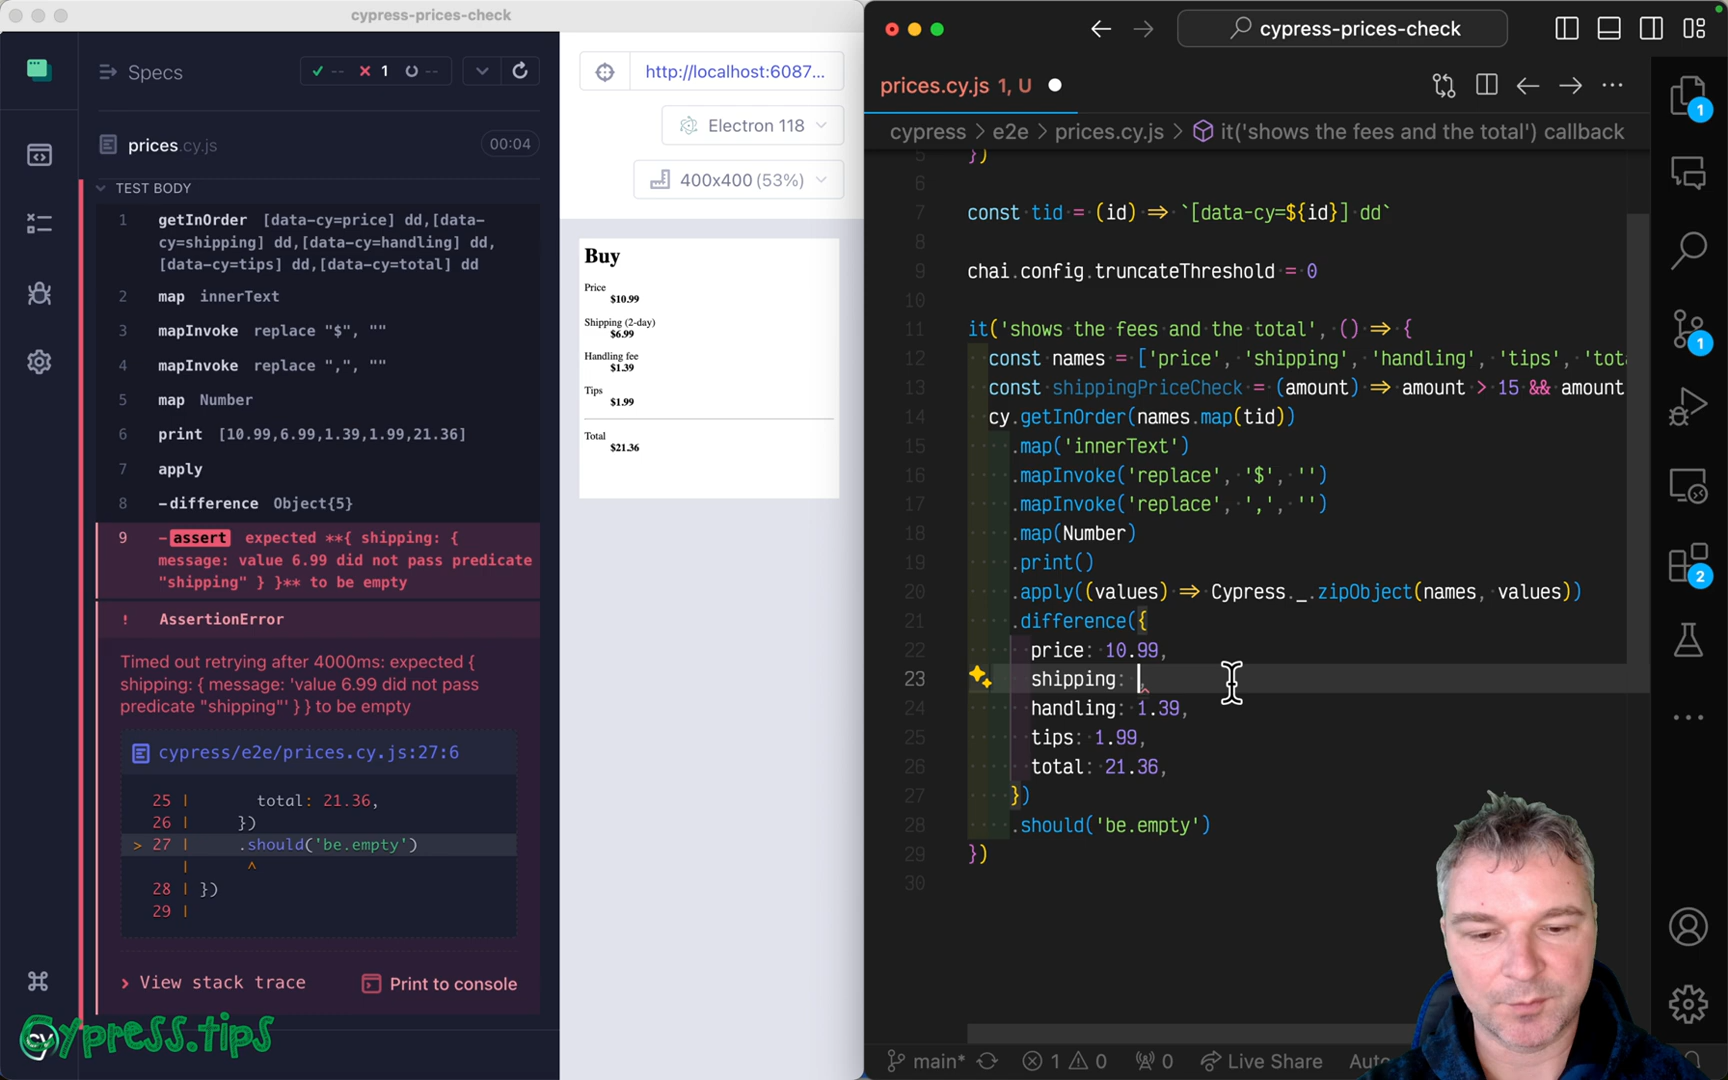 cypress-prices-check
Specs
✓ -- ✕ 1 --
prices.cy.js
00:04
TEST BODY
1 getInOrder [data-cy=price] dd,[data-
cy=shipping] dd,[data-cy=handling] dd,
[data-cy=tips] dd,[data-cy=total] dd
2 map innerText
3 mapInvoke replace "$", ""
4 mapInvoke replace ",", ""
5 map Number
6 print [10.99,6.99,1.39,1.99,21.36]
7 apply
8 -difference Object{5}
9 -assert expected **{ shipping: {
message: value 6.99 did not pass predicate
"shipping" } }** to be empty
! AssertionError
Timed out retrying after 4000ms: expected {
shipping: { message: 'value 6.99 did not pass
predicate "shipping"' } } to be empty
cypress/e2e/prices.cy.js:27:6
25 | total: 21.36,
26 | })
> 27 | .should('be.empty')
| ^
28 | })
29 |
> View stack trace
Print to console
Cypress.tips
cy
http://localhost:6087...
Electron 118
400x400 (53%)
Buy
Price
$10.99
Shipping (2-day)
$6.99
Handling fee
$1.39
Tips
$1.99
Total
$21.36
cypress-prices-check
prices.cy.js 1, U
cypress > e2e > prices.cy.js > it('shows the fees and the total') callback
5 })
6
7 const tid = (id) => `[data-cy=${id}] dd`
8
9 chai.config.truncateThreshold = 0
10
11 it('shows the fees and the total', () => {
12 const names = ['price', 'shipping', 'handling', 'tips', 'tota
13 const shippingPriceCheck = (amount) => amount > 15 && amount
14 cy.getInOrder(names.map(tid))
15 .map('innerText')
16 .mapInvoke('replace', '$', '')
17 .mapInvoke('replace', ',', '')
18 .map(Number)
19 .print()
20 .apply((values) => Cypress._.zipObject(names, values))
21 .difference({
22 price: 10.99,
23 shipping: ,
24 handling: 1.39,
25 tips: 1.99,
26 total: 21.36,
27 })
28 .should('be.empty')
29 })
30
1
1
2
main* 1 0 0 Live Share Auto